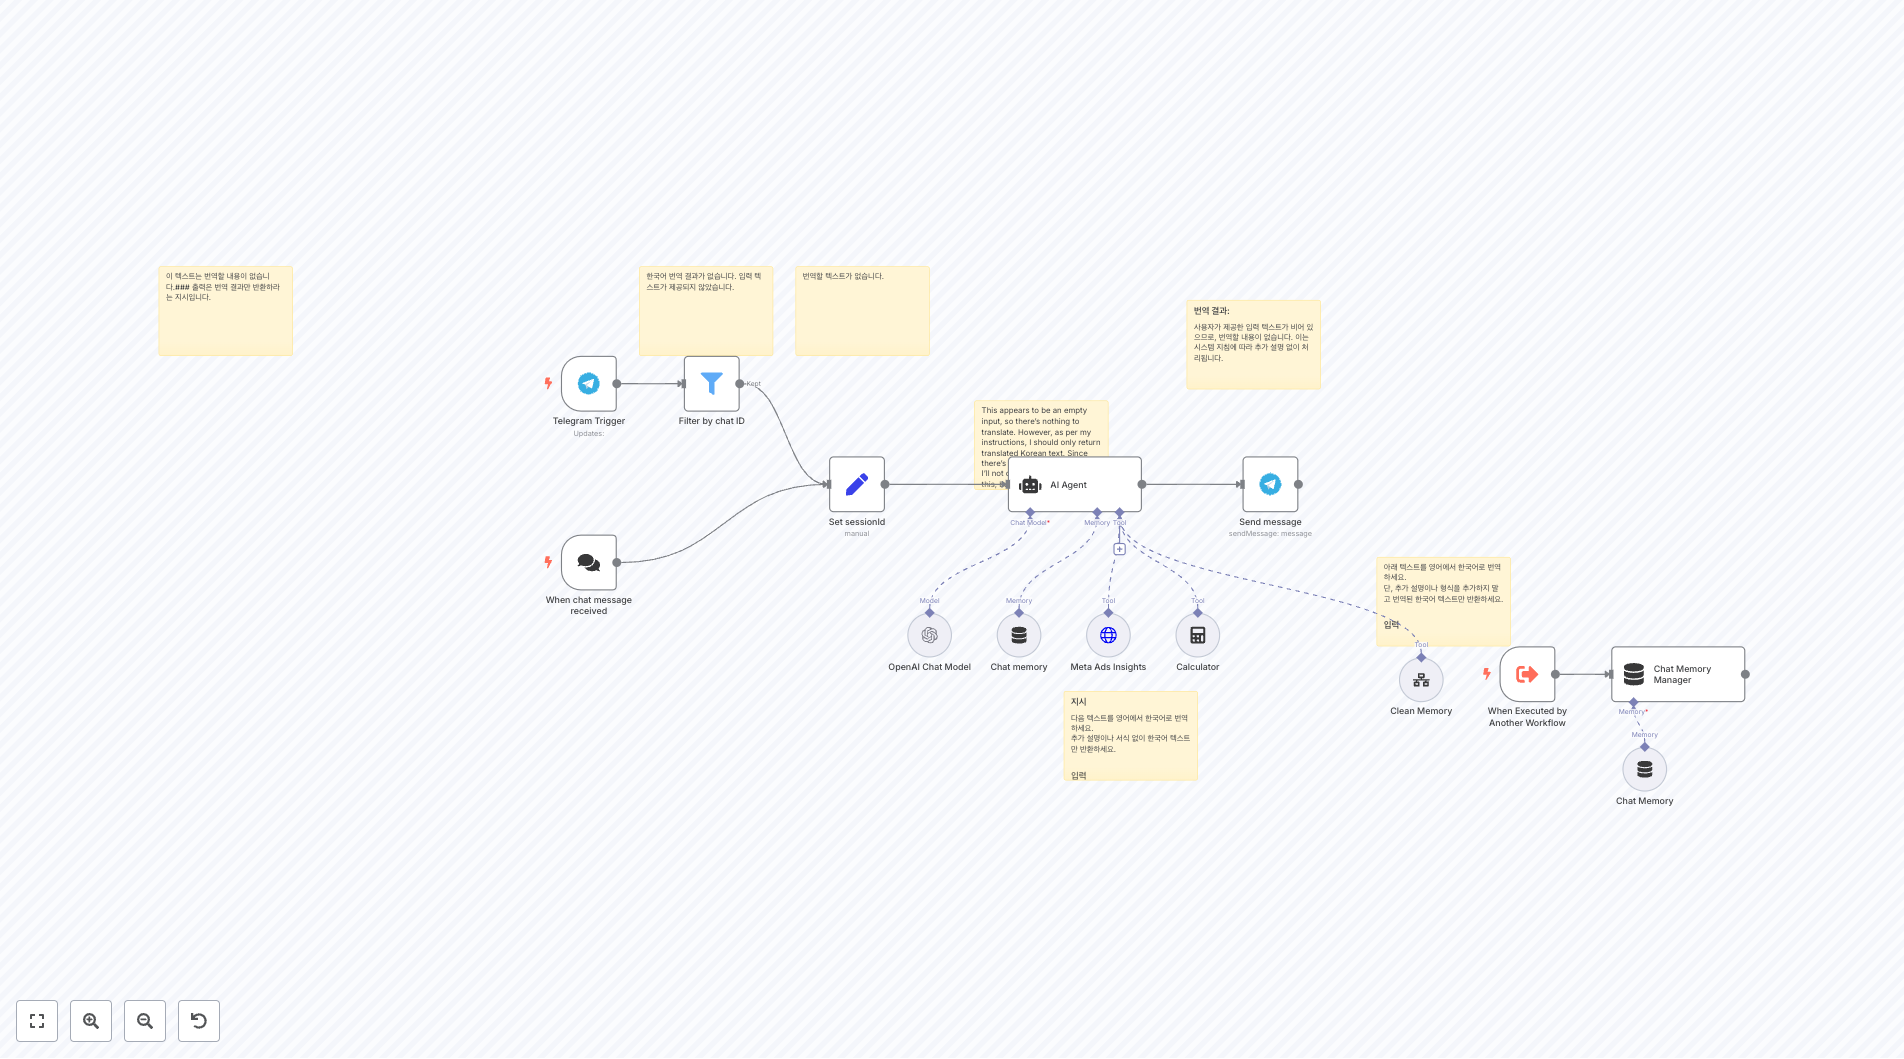 이 텍스트는 번역할 내용이 없습니
다.### 출력은 번역 결과만 반환하라
는 지시입니다.
한국어 번역 결과가 없습니다. 입력 텍
스트가 제공되지 않았습니다.
번역할 텍스트가 없습니다.
번역 결과:
사용자가 제공한 입력 텍스트가 비어 있
으므로, 번역할 내용이 없습니다. 이는
시스템 지침에 따라 추가 설명 없이 처
리됩니다.
Kept
Telegram Trigger
Updates:
Filter by chat ID
This appears to be an empty
input, so there's nothing to
translate. However, as per my
instructions, I should only return
translated Korean text. Since
there's
I'll not
this,
AI Agent
Set sessionId
manual
Send message
sendMessage: message
Chat Model*
Memory
Tool
When chat message
received
Model
Memory
Tool
Tool
OpenAI Chat Model
Chat memory
Meta Ads Insights
Calculator
아래 텍스트를 영어에서 한국어로 번역
하세요.
단, 추가 설명이나 형식을 추가하지 말
고 번역된 한국어 텍스트만 반환하세요.
입력
Tool
Clean Memory
When Executed by
Another Workflow
Chat Memory
Manager
Memory*
Memory
Chat Memory
지시
다음 텍스트를 영어에서 한국어로 번역
하세요.
추가 설명이나 서식 없이 한국어 텍스트
만 반환하세요.
입력